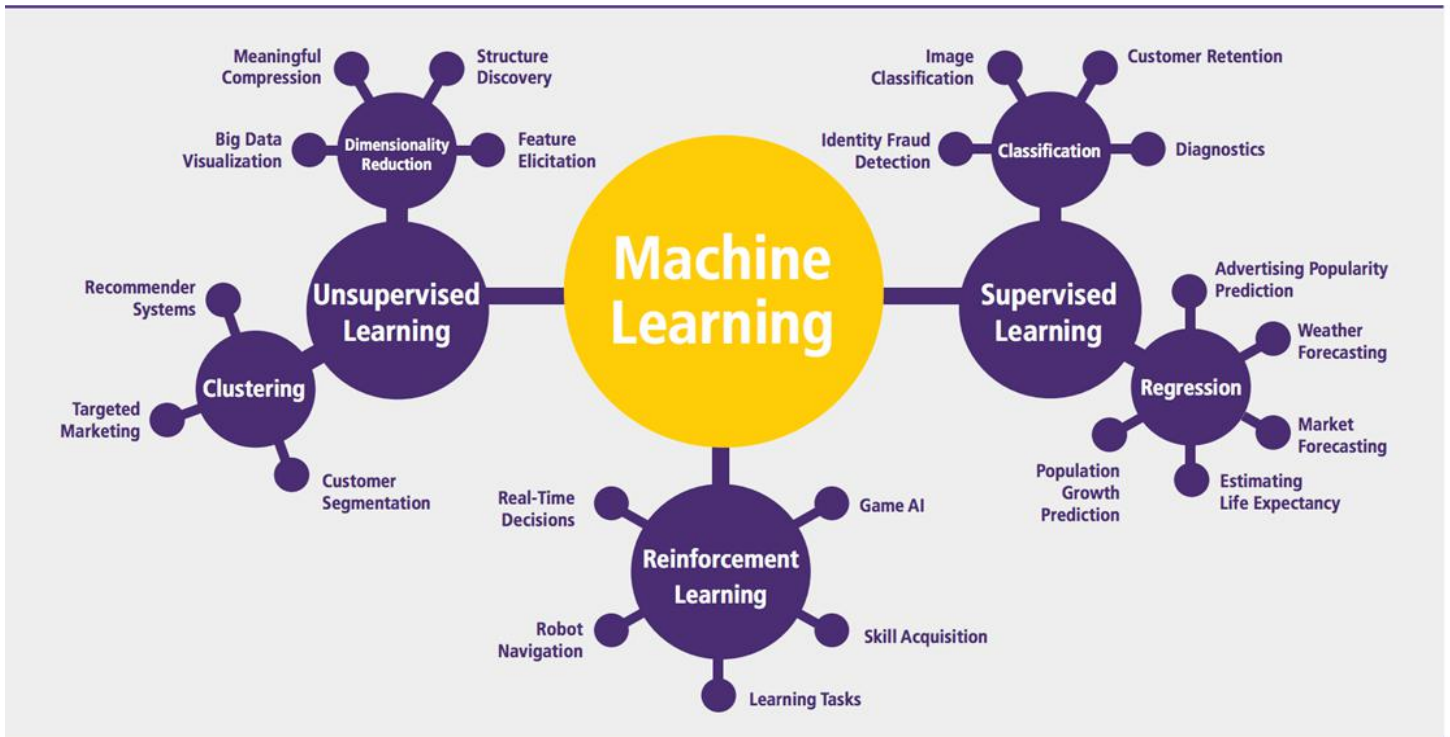 Machine
Learning
Unsupervised
Learning
Dimensionality
Reduction
Meaningful
Compression
Structure
Discovery
Big Data
Visualization
Feature
Elicitation
Clustering
Recommender
Systems
Targeted
Marketing
Customer
Segmentation
Supervised
Learning
Classification
Image
Classification
Customer Retention
Identity Fraud
Detection
Diagnostics
Regression
Advertising Popularity
Prediction
Weather
Forecasting
Market
Forecasting
Estimating
Life Expectancy
Population
Growth
Prediction
Reinforcement
Learning
Real-Time
Decisions
Game AI
Robot
Navigation
Skill Acquisition
Learning Tasks